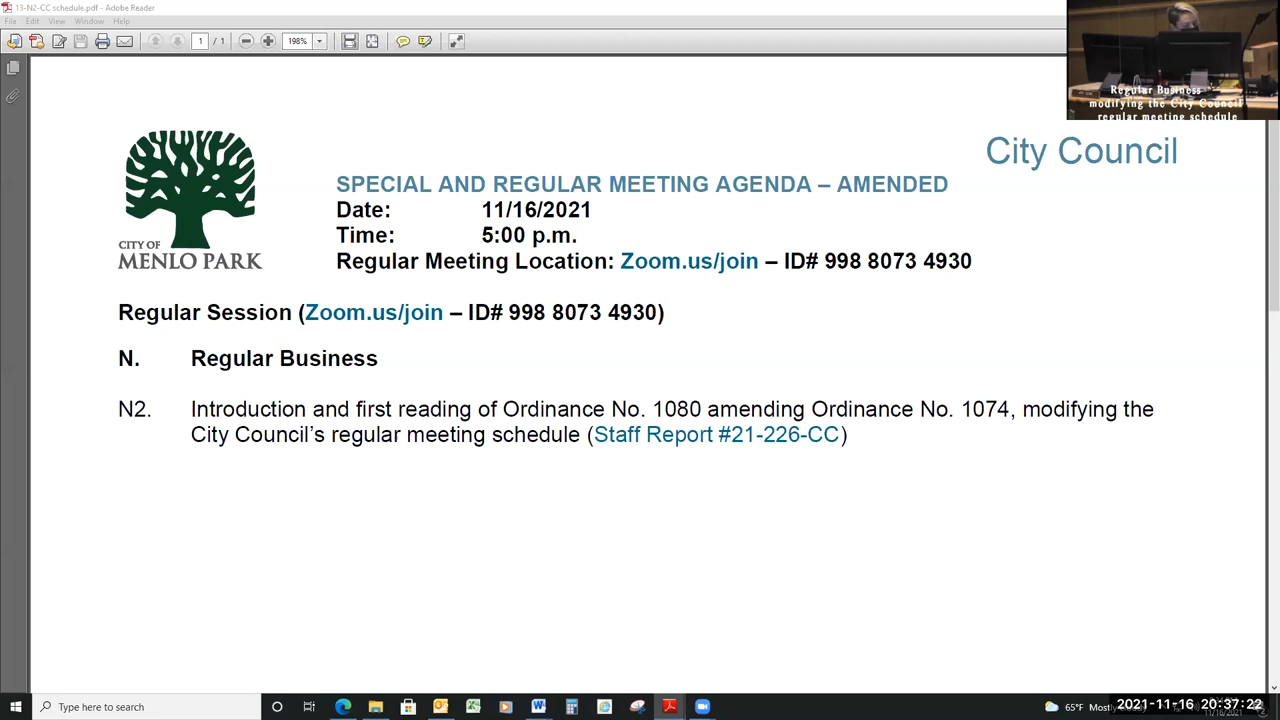 13-N2-CC schedule.pdf - Adobe Reader
File Edit View Window Help
1 / 1 198%
Regular Business
modifying the City Council
regular meeting schedule
City Council
SPECIAL AND REGULAR MEETING AGENDA – AMENDED
Date: 11/16/2021
Time: 5:00 p.m.
Regular Meeting Location: Zoom.us/join – ID# 998 8073 4930
CITY OF
MENLO PARK
Regular Session (Zoom.us/join – ID# 998 8073 4930)
N. Regular Business
N2. Introduction and first reading of Ordinance No. 1080 amending Ordinance No. 1074, modifying the
City Council’s regular meeting schedule (Staff Report #21-226-CC)
Type here to search
65°F Mostly
2021-11-16 20:37:22